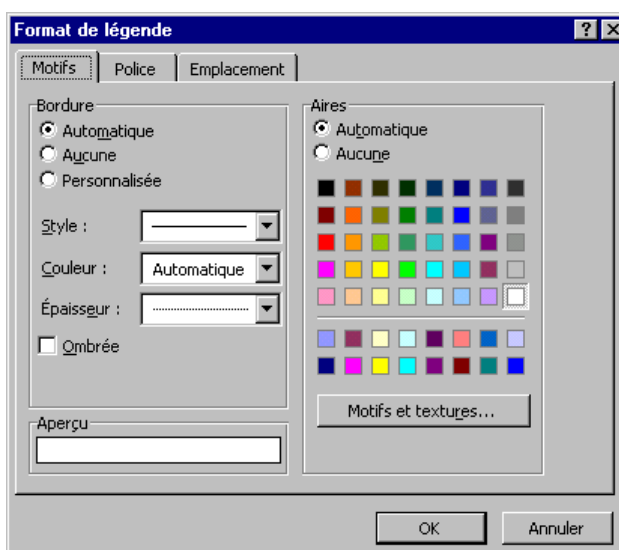 Format de légende
Motifs Police Emplacement
Bordure
Automatique
Aucune
Personnalisée
Style :
Couleur : Automatique
Épaisseur :
Ombrée
Aperçu
Aires
Automatique
Aucune
Motifs et textures...
OK Annuler